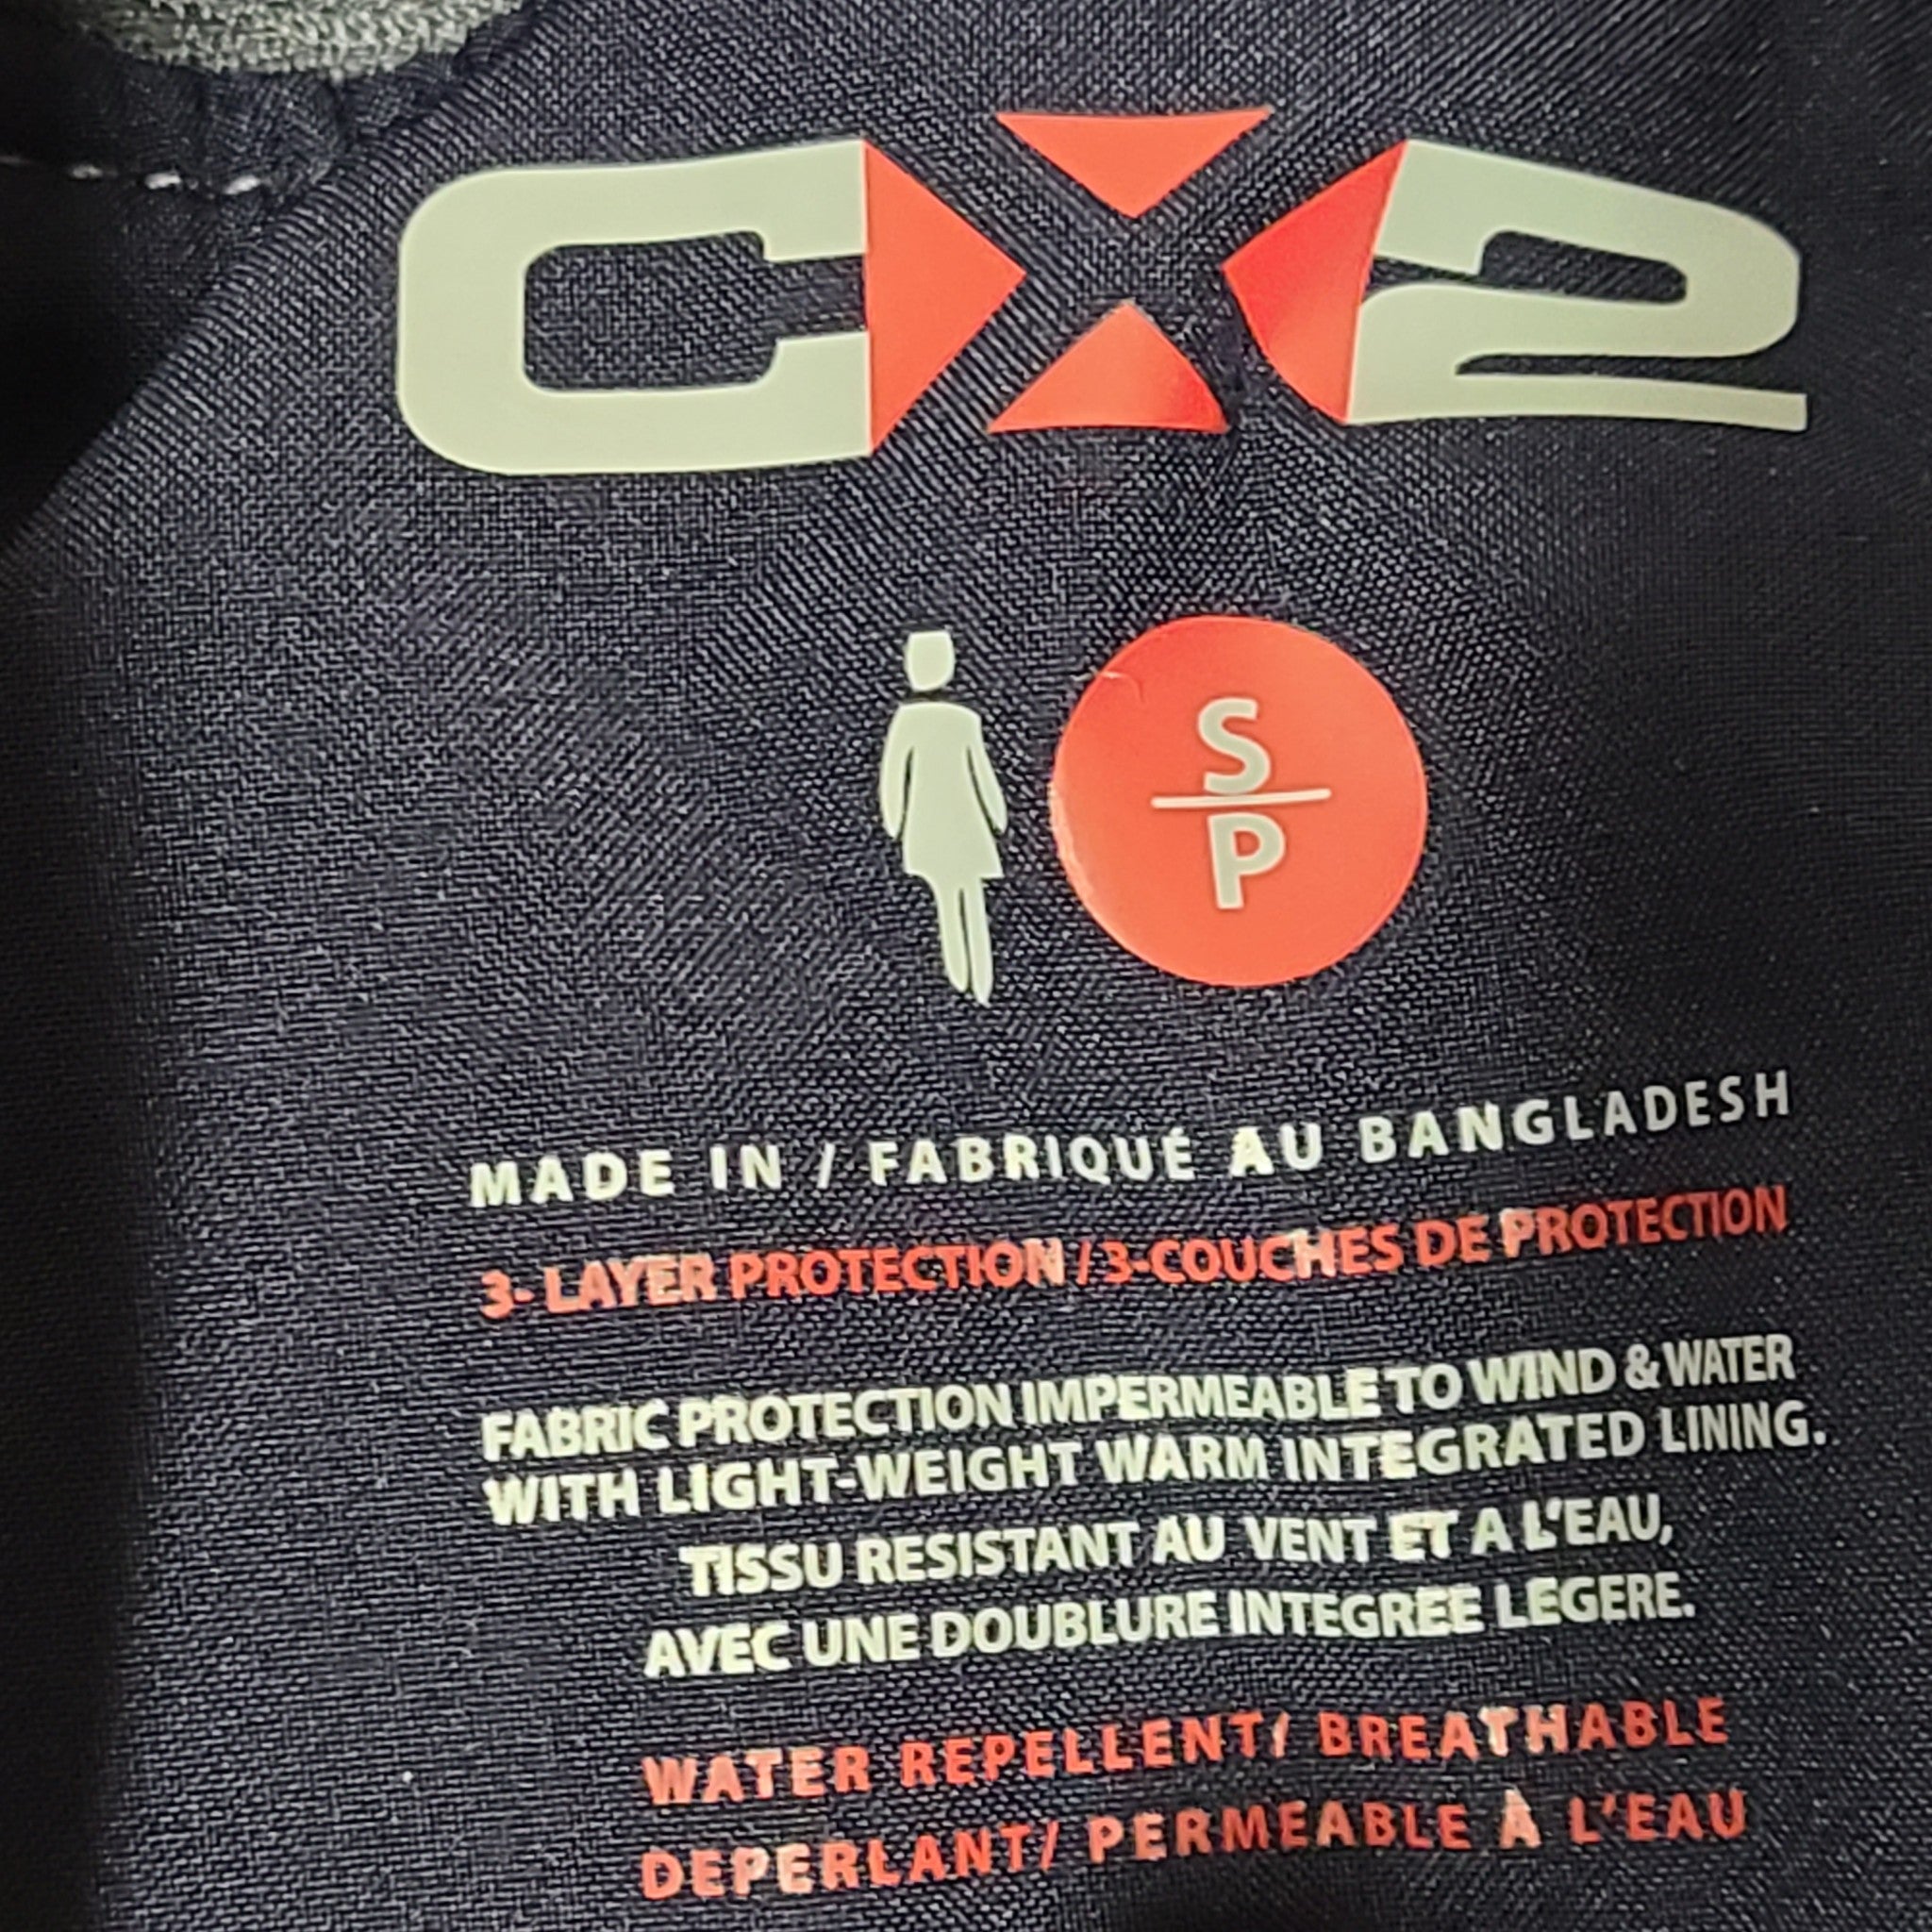 CX2
S
P
MADE IN / FABRIQUÉ AU BANGLADESH
3- LAYER PROTECTION / 3-COUCHES DE PROTECTION
FABRIC PROTECTION IMPERMEABLE TO WIND & WATER
WITH LIGHT-WEIGHT WARM INTEGRATED LINING.
TISSU RESISTANT AU VENT ET A L'EAU,
AVEC UNE DOUBLURE INTEGREE LEGERE.
WATER REPELLENT/ BREATHABLE
DEPERLANT/ PERMEABLE À L'EAU